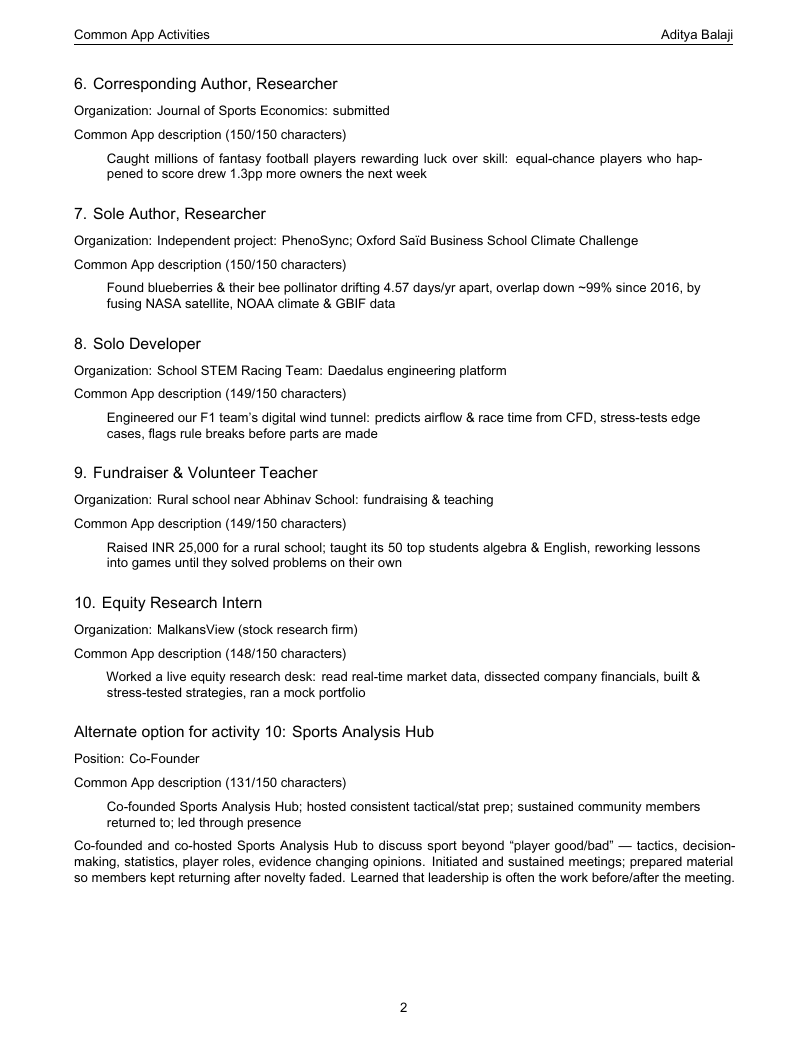 Common App Activities Aditya Balaji
6. Corresponding Author, Researcher
Organization: Journal of Sports Economics: submitted
Common App description (150/150 characters)
Caught millions of fantasy football players rewarding luck over skill: equal-chance players who hap-
pened to score drew 1.3pp more owners the next week
7. Sole Author, Researcher
Organization: Independent project: PhenoSync; Oxford Saïd Business School Climate Challenge
Common App description (150/150 characters)
Found blueberries & their bee pollinator drifting 4.57 days/yr apart, overlap down ~99% since 2016, by
fusing NASA satellite, NOAA climate & GBIF data
8. Solo Developer
Organization: School STEM Racing Team: Daedalus engineering platform
Common App description (149/150 characters)
Engineered our F1 team’s digital wind tunnel: predicts airflow & race time from CFD, stress-tests edge
cases, flags rule breaks before parts are made
9. Fundraiser & Volunteer Teacher
Organization: Rural school near Abhinav School: fundraising & teaching
Common App description (149/150 characters)
Raised INR 25,000 for a rural school; taught its 50 top students algebra & English, reworking lessons
into games until they solved problems on their own
10. Equity Research Intern
Organization: MalkansView (stock research firm)
Common App description (148/150 characters)
Worked a live equity research desk: read real-time market data, dissected company financials, built &
stress-tested strategies, ran a mock portfolio
Alternate option for activity 10: Sports Analysis Hub
Position: Co-Founder
Common App description (131/150 characters)
Co-founded Sports Analysis Hub; hosted consistent tactical/stat prep; sustained community members
returned to; led through presence
Co-founded and co-hosted Sports Analysis Hub to discuss sport beyond “player good/bad” — tactics, decision-
making, statistics, player roles, evidence changing opinions. Initiated and sustained meetings; prepared material
so members kept returning after novelty faded. Learned that leadership is often the work before/after the meeting.
2